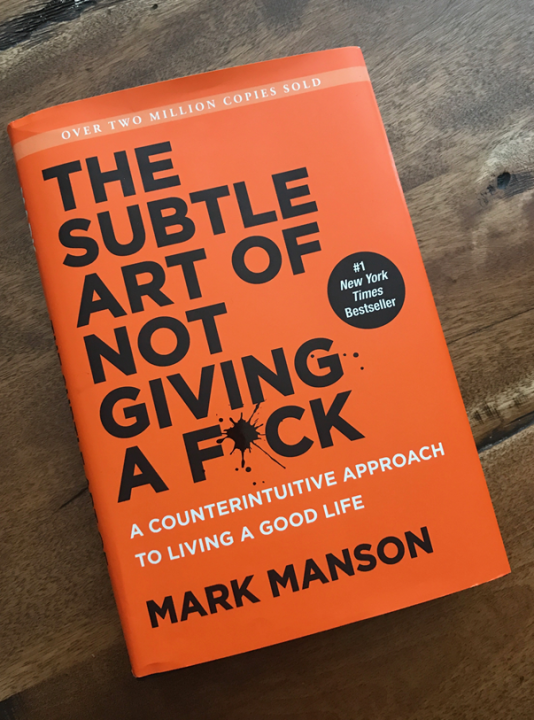 OVER TWO MILLION COPIES SOLD
THE
SUBTLE
ART OF
NOT
GIVING
A F*CK
#1
New York
Times
Bestseller
A COUNTERINTUITIVE APPROACH
TO LIVING A GOOD LIFE
MARK MANSON